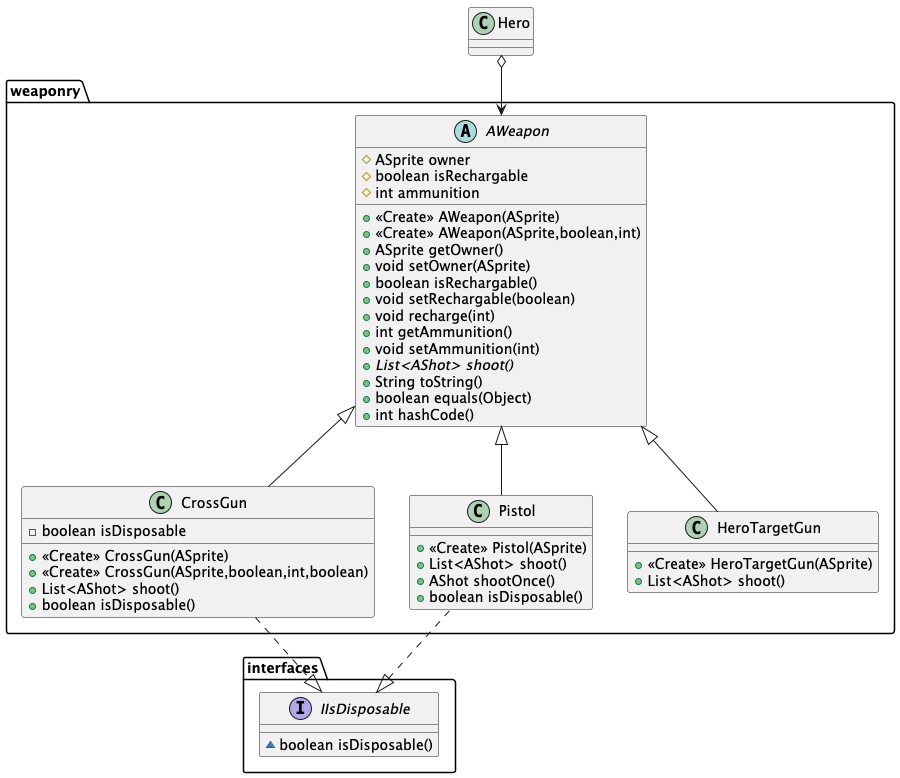 C Hero
weaponry
A AWeapon
ASprite owner
boolean isRechargable
int ammunition
«Create» AWeapon(ASprite)
«Create» AWeapon(ASprite,boolean,int)
ASprite getOwner()
void setOwner(ASprite)
boolean isRechargable()
void setRechargable(boolean)
void recharge(int)
int getAmmunition()
void setAmmunition(int)
List<AShot> shoot()
String toString()
boolean equals(Object)
int hashCode()
C CrossGun
boolean isDisposable
«Create» CrossGun(ASprite)
«Create» CrossGun(ASprite,boolean,int,boolean)
List<AShot> shoot()
boolean isDisposable()
C Pistol
«Create» Pistol(ASprite)
List<AShot> shoot()
AShot shootOnce()
boolean isDisposable()
C HeroTargetGun
«Create» HeroTargetGun(ASprite)
List<AShot> shoot()
interfaces
I IIsDisposable
boolean isDisposable()